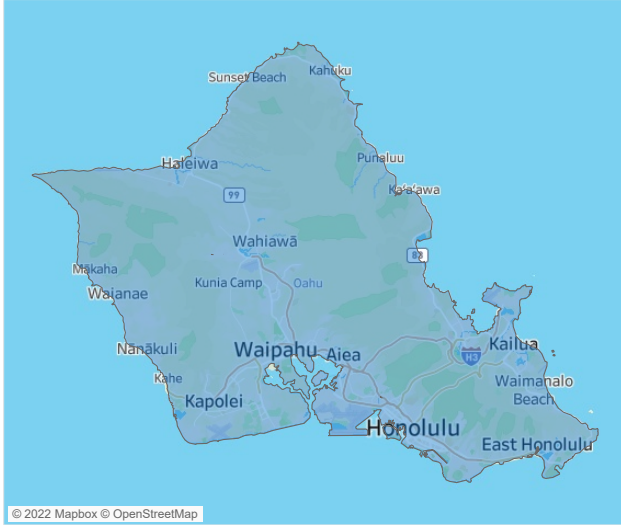 Sunset Beach
Kahuku
Haleiwa
Punaluu
Ka‘a‘awa
99
Wahiawā
83
Mākaha
Kunia Camp
Oahu
Waianae
Nānākuli
Waipahu
Aiea
Kailua
H3
Kahe
Waimanalo
Beach
Kapolei
Honolulu
East Honolulu
© 2022 Mapbox © OpenStreetMap